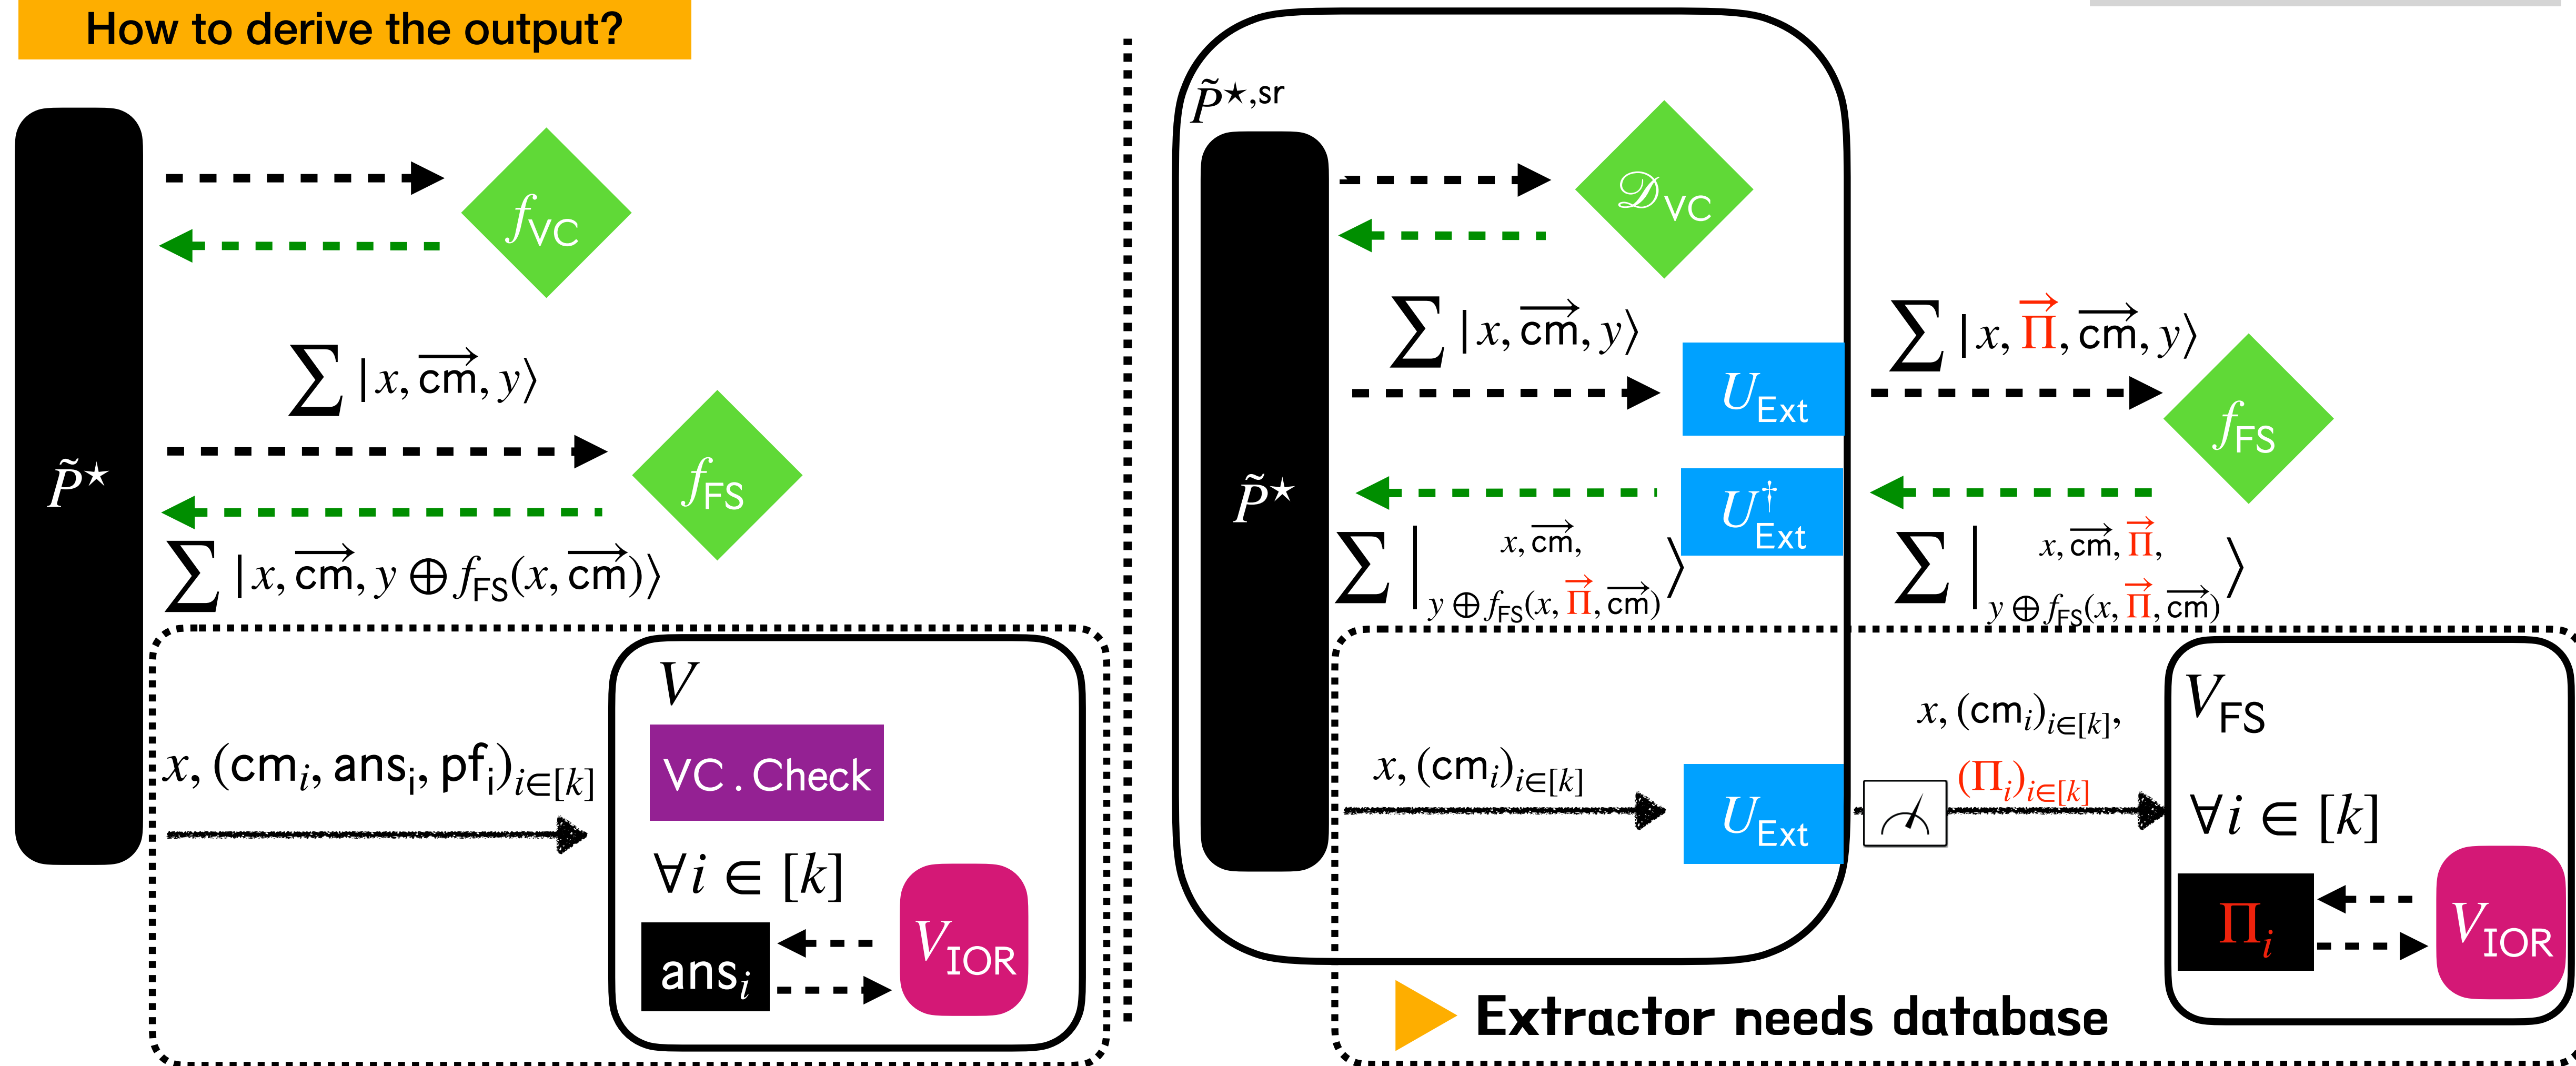 How to derive the output?
P̃⋆
f_VC
∑ |x, c⃗m, y⟩
f_FS
∑ |x, c⃗m, y ⊕ f_FS(x, c⃗m)⟩
x, (cm_i, ans_i, pf_i)_{i∈[k]}
V
VC . Check
∀i ∈ [k]
ans_i
V_IOR
P̃⋆,sr
P̃⋆
𝒟_VC
∑ |x, c⃗m, y⟩
U_Ext
∑ |x, Π⃗, c⃗m, y⟩
f_FS
U†_Ext
∑ | x, c⃗m,
y ⊕ f_FS(x, Π⃗, c⃗m) ⟩
∑ | x, c⃗m, Π⃗,
y ⊕ f_FS(x, Π⃗, c⃗m) ⟩
x, (cm_i)_{i∈[k]}
U_Ext
x, (cm_i)_{i∈[k]},
(Π_i)_{i∈[k]}
V_FS
∀i ∈ [k]
Π_i
V_IOR
Extractor needs database